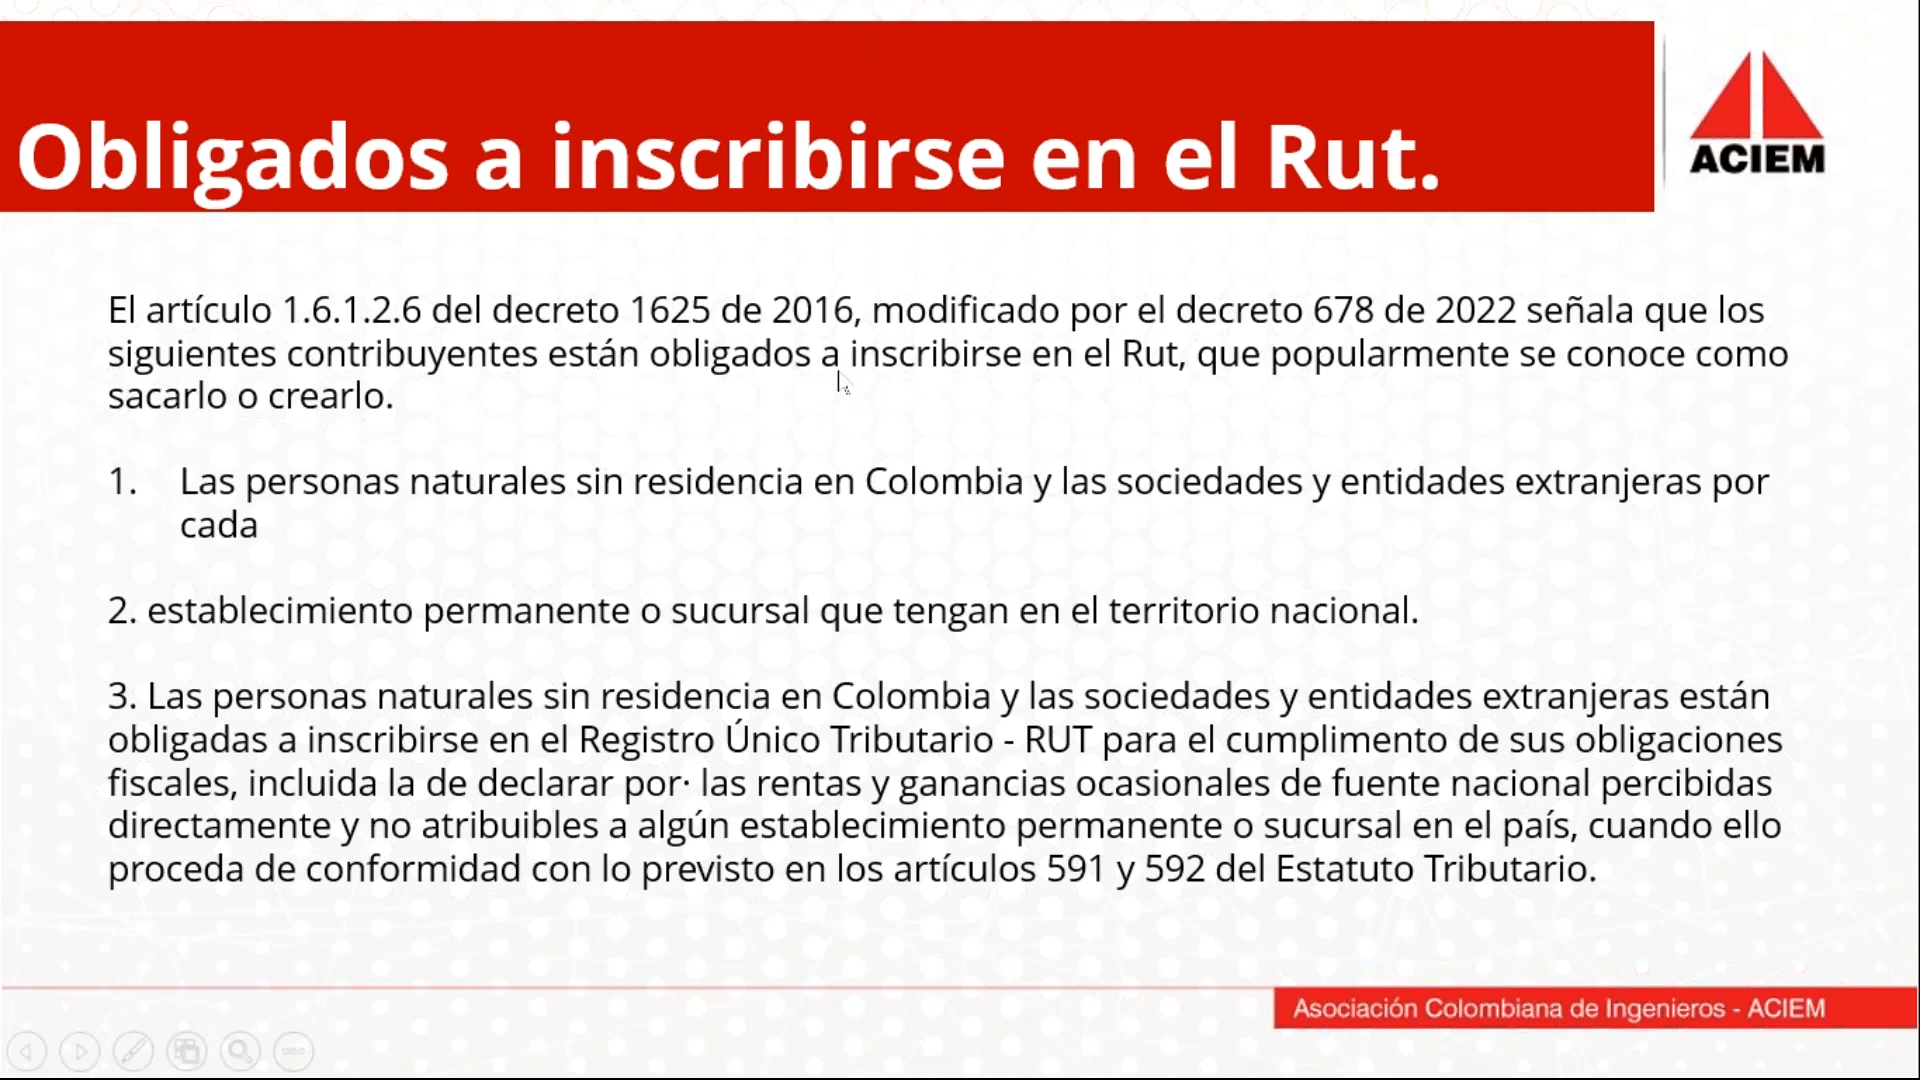 Obligados a inscribirse en el Rut.
ACIEM
El artículo 1.6.1.2.6 del decreto 1625 de 2016, modificado por el decreto 678 de 2022 señala que los
siguientes contribuyentes están obligados a inscribirse en el Rut, que popularmente se conoce como
sacarlo o crearlo.
1. Las personas naturales sin residencia en Colombia y las sociedades y entidades extranjeras por
cada
2. establecimiento permanente o sucursal que tengan en el territorio nacional.
3. Las personas naturales sin residencia en Colombia y las sociedades y entidades extranjeras están
obligadas a inscribirse en el Registro Único Tributario - RUT para el cumplimento de sus obligaciones
fiscales, incluida la de declarar por· las rentas y ganancias ocasionales de fuente nacional percibidas
directamente y no atribuibles a algún establecimiento permanente o sucursal en el país, cuando ello
proceda de conformidad con lo previsto en los artículos 591 y 592 del Estatuto Tributario.
Asociación Colombiana de Ingenieros - ACIEM